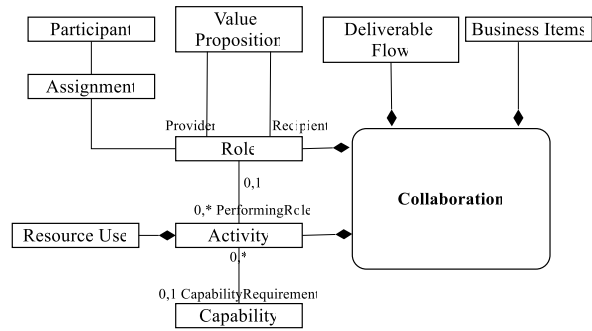 Participant
Value
Proposition
Deliverable
Flow
Business Items
Assignment
Provider
Recipient
Role
0,1
Collaboration
0,* PerformingRole
Resource Use
Activity
0,*
0,1 CapabilityRequirement
Capability